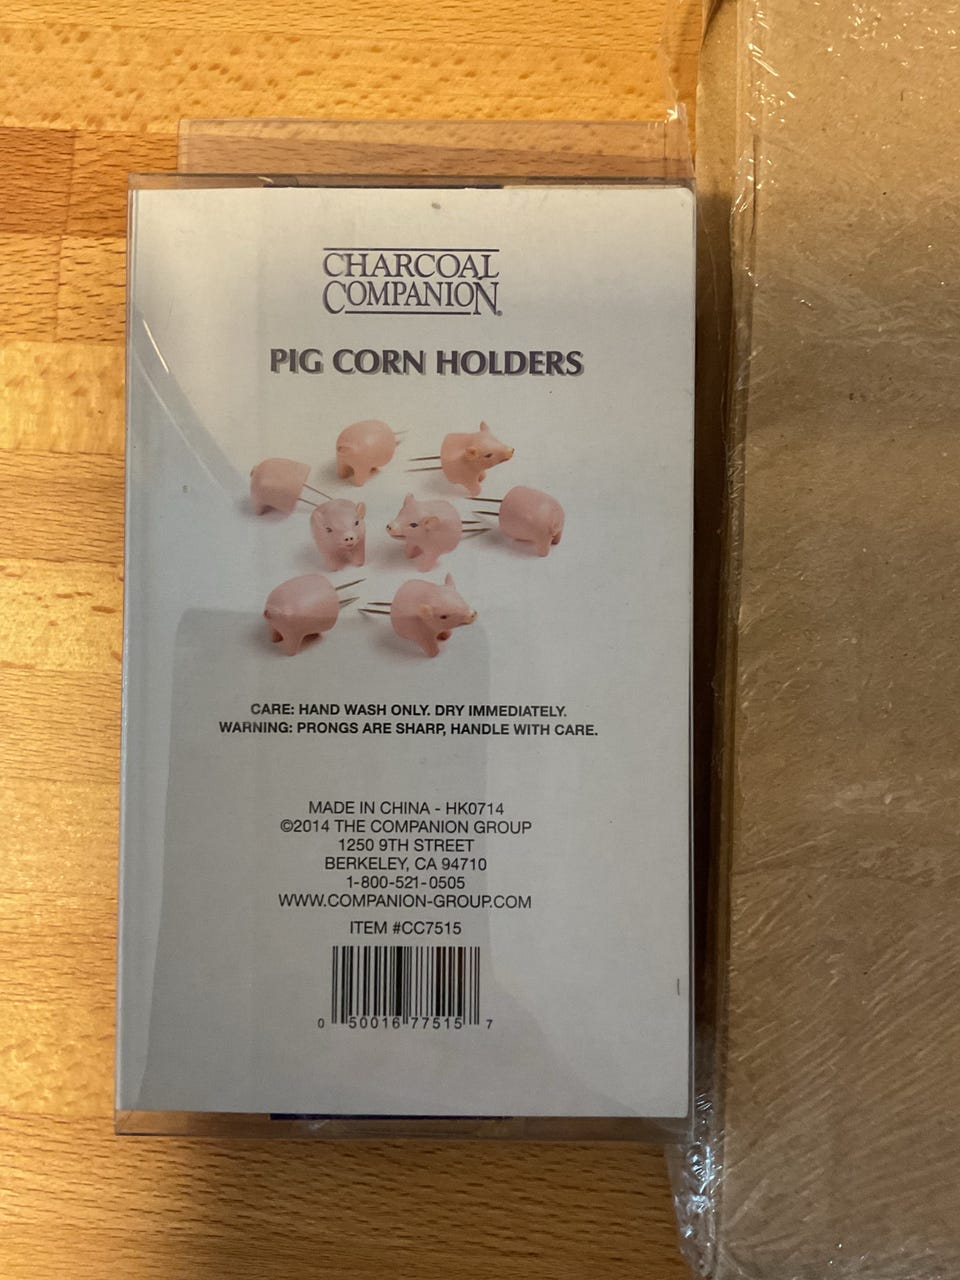 CHARCOAL
COMPANION®
PIG CORN HOLDERS
CARE: HAND WASH ONLY. DRY IMMEDIATELY.
WARNING: PRONGS ARE SHARP, HANDLE WITH CARE.
MADE IN CHINA - HK0714
©2014 THE COMPANION GROUP
1250 9TH STREET
BERKELEY, CA 94710
1-800-521-0505
WWW.COMPANION-GROUP.COM
ITEM #CC7515
0 50016 77515 7